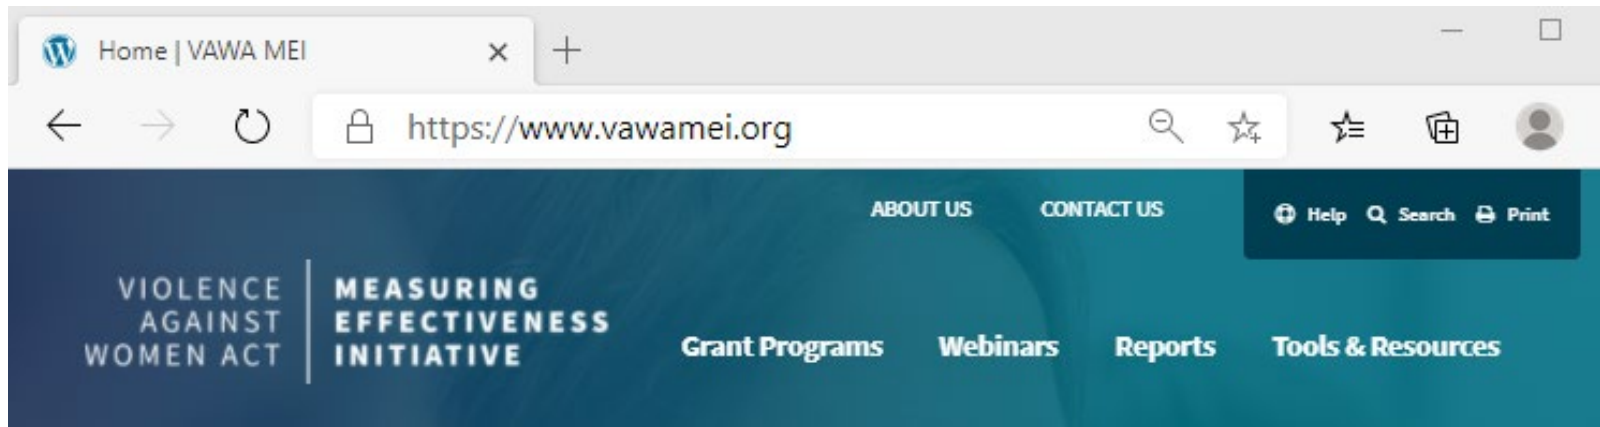 Home | VAWA MEI
https://www.vawamei.org
ABOUT US CONTACT US Help Search Print
VIOLENCE
AGAINST
WOMEN ACT
MEASURING
EFFECTIVENESS
INITIATIVE
Grant Programs Webinars Reports Tools & Resources